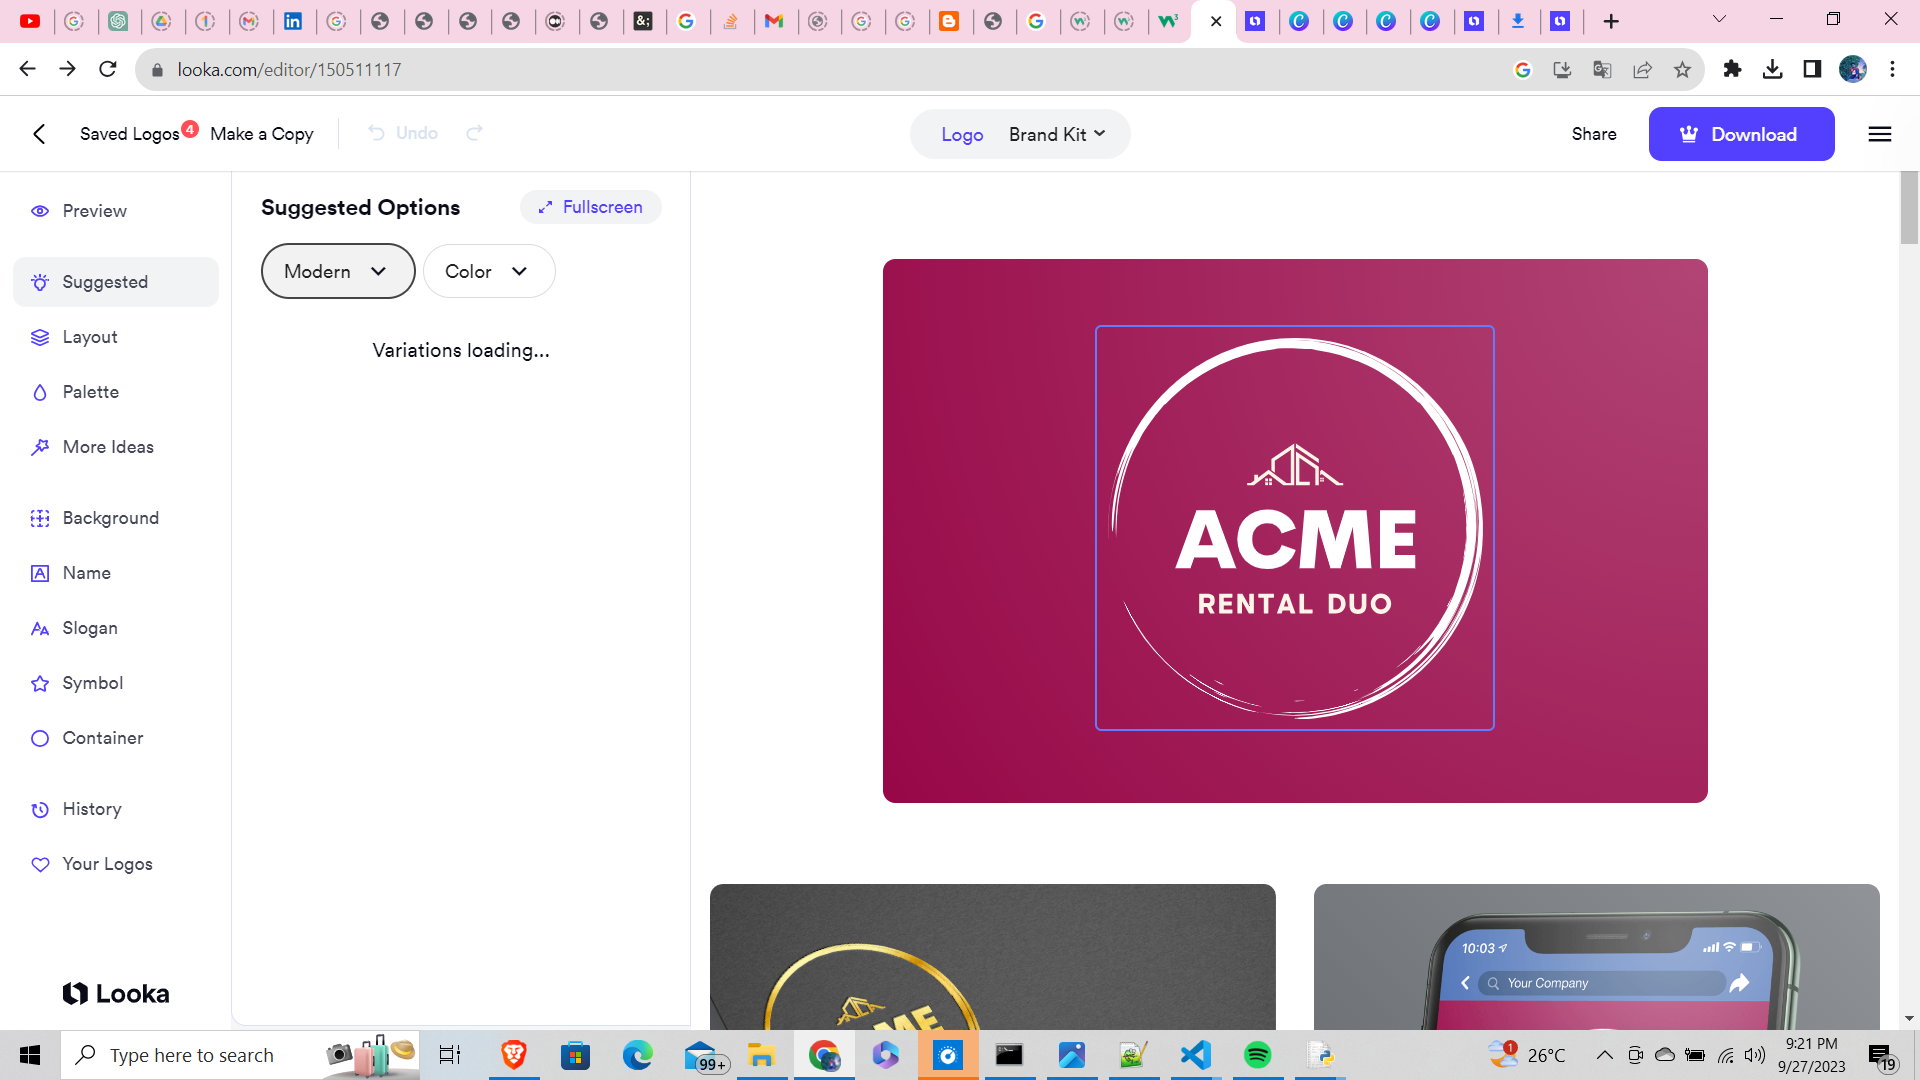 looka.com/editor/150511117
Saved Logos 4 Make a Copy Undo Logo Brand Kit Share Download
Preview
Suggested
Layout
Palette
More Ideas
Background
Name
Slogan
Symbol
Container
History
Your Logos
Looka
Suggested Options Fullscreen
Modern Color
Variations loading...
ACME
RENTAL DUO
10:03
Your Company
Type here to search
99+
1
26°C
9:21 PM
9/27/2023
19